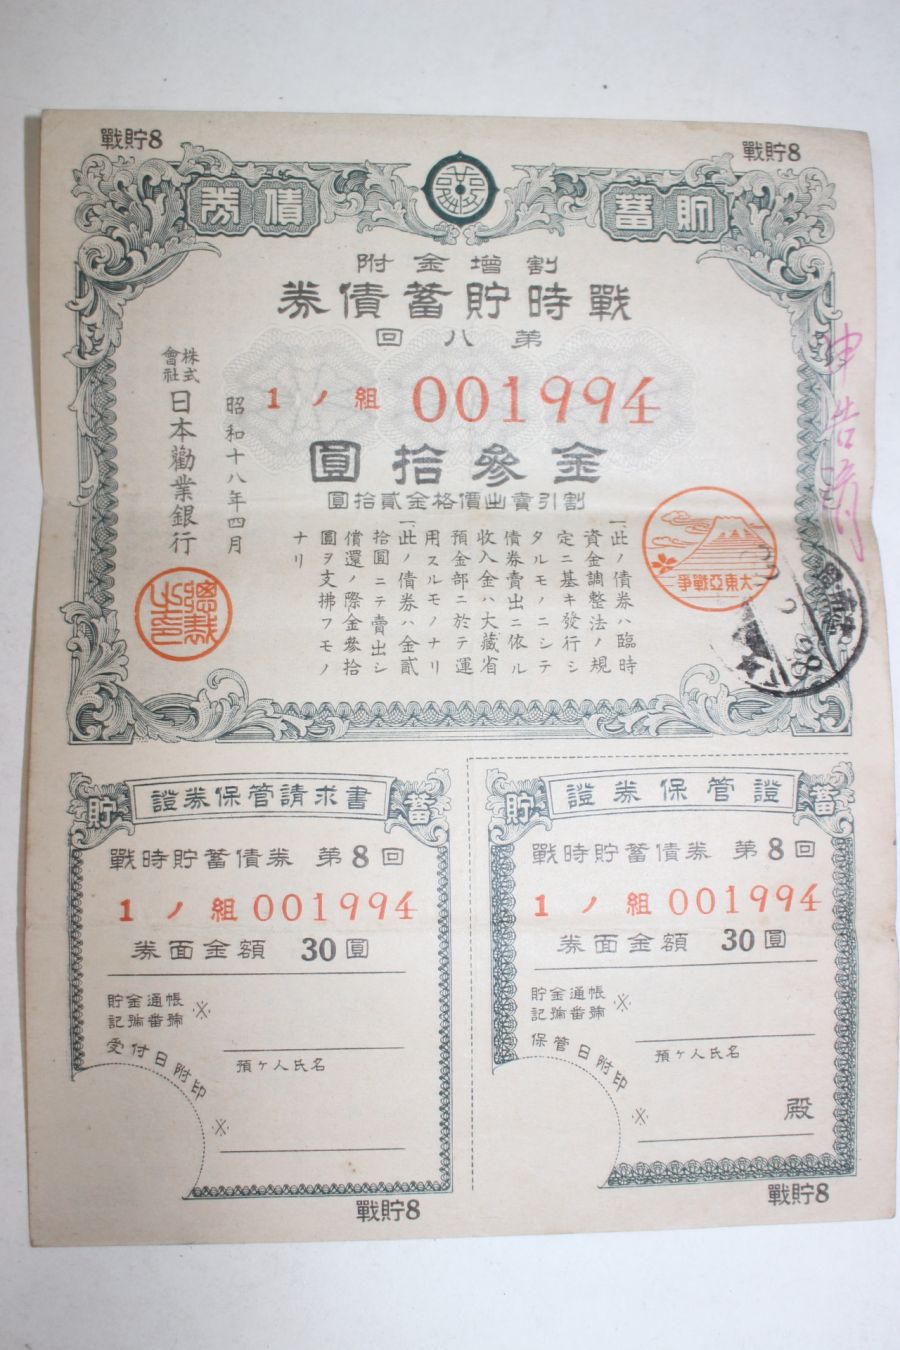 戰貯8
戰貯8
貯蓄
債券
割增金附
戰時貯蓄債券
第八回
1ノ組 001994
金參拾圓
割引賣出價格金貳拾圓
一此ノ債券ハ臨時
資金調整法ノ規
定ニ基キ發行シ
タルモノニシテ
債券賣出ニ依ル
收入金ハ大藏省
預金部ニ於テ運
用スルモノナリ
一此ノ債券ハ金貳
拾圓ニテ賣出シ
償還ノ際金參拾
圓ヲ支拂フモノ
ナリ
昭和十八年四月
株式會社 日本勸業銀行
總裁之印
大東亞戰爭
證券保管證
貯
蓄
戰時貯蓄債券 第8回
1ノ組 001994
券面金額 30圓
貯金通帳
記號番號 ※
預ケ人氏名
保管日附印
※
殿
戰貯8
證券保管請求書
貯
蓄
戰時貯蓄債券 第8回
1ノ組 001994
券面金額 30圓
貯金通帳
記號番號 ※
預ケ人氏名
受付日附印
※
戰貯8